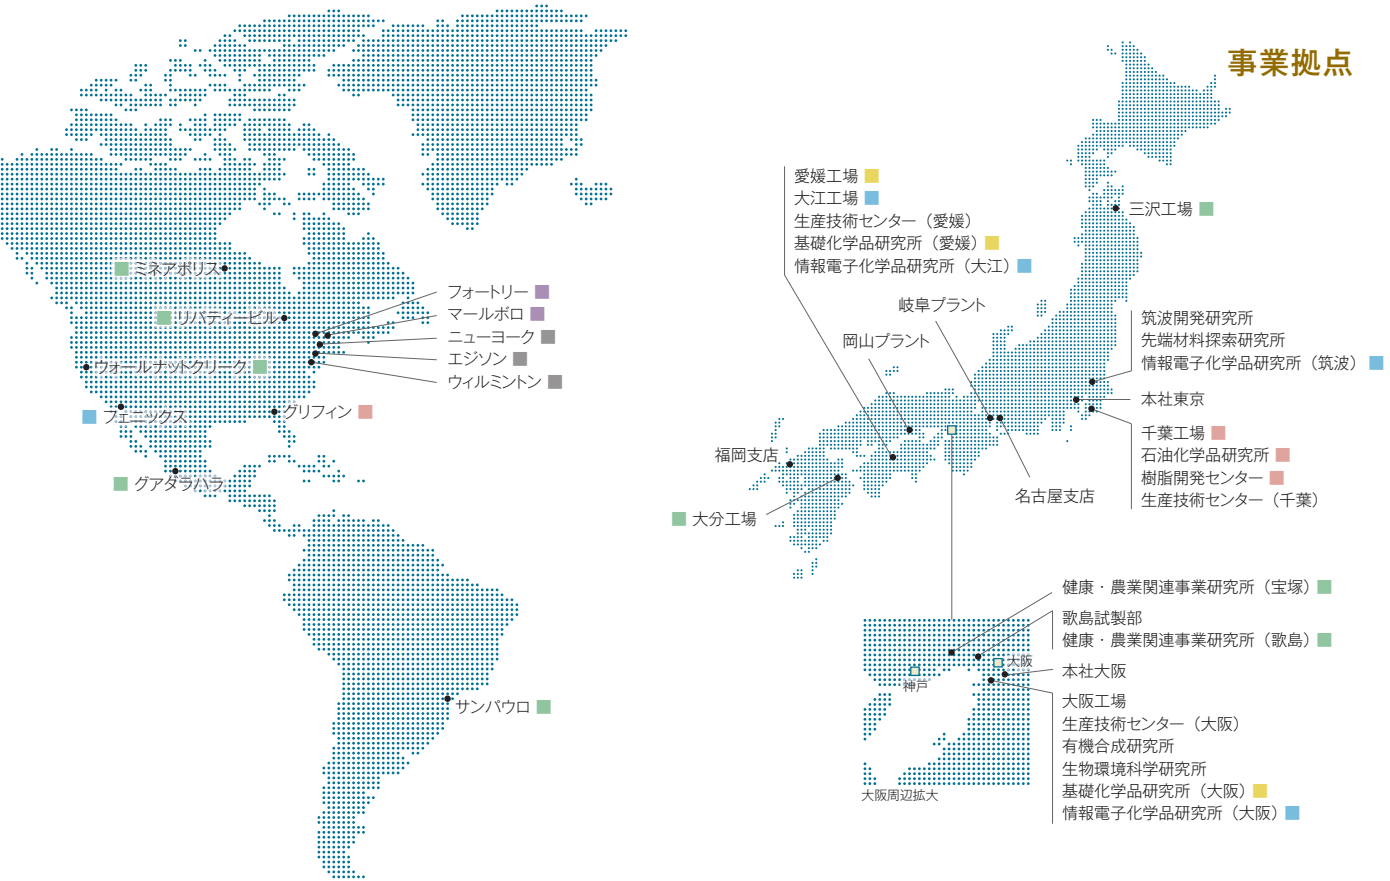 事業拠点
ミネアポリス
リバティービル
ウォールナットクリーク
フェニックス
グリフィン
グアダラハラ
サンパウロ
フォートリー
マールボロ
ニューヨーク
エジソン
ウィルミントン
愛媛工場
大江工場
生産技術センター（愛媛）
基礎化学品研究所（愛媛）
情報電子化学品研究所（大江）
岐阜プラント
岡山プラント
三沢工場
筑波開発研究所
先端材料探索研究所
情報電子化学品研究所（筑波）
本社東京
千葉工場
石油化学品研究所
樹脂開発センター
生産技術センター（千葉）
福岡支店
名古屋支店
大分工場
健康・農業関連事業研究所（宝塚）
歌島試製部
健康・農業関連事業研究所（歌島）
大阪
神戸
本社大阪
大阪工場
生産技術センター（大阪）
有機合成研究所
生物環境科学研究所
基礎化学品研究所（大阪）
情報電子化学品研究所（大阪）
大阪周辺拡大